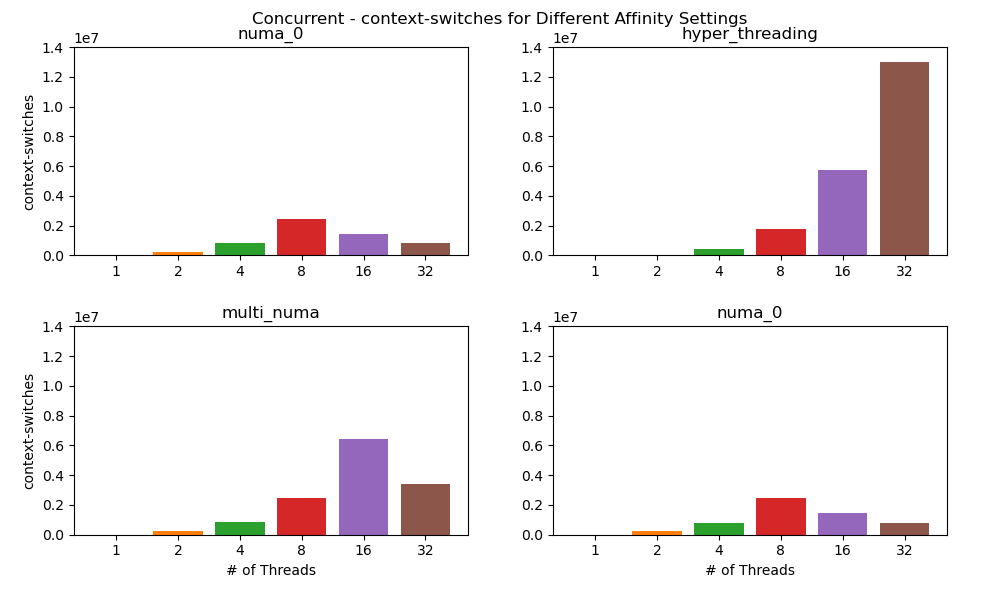 Concurrent - context-switches for Different Affinity Settings
numa_0
1e7
1.4
1.2
1.0
0.8
0.6
0.4
0.2
0.0
context-switches
1 2 4 8 16 32
hyper_threading
1e7
1.4
1.2
1.0
0.8
0.6
0.4
0.2
0.0
1 2 4 8 16 32
multi_numa
1e7
1.4
1.2
1.0
0.8
0.6
0.4
0.2
0.0
context-switches
1 2 4 8 16 32
# of Threads
numa_0
1e7
1.4
1.2
1.0
0.8
0.6
0.4
0.2
0.0
1 2 4 8 16 32
# of Threads